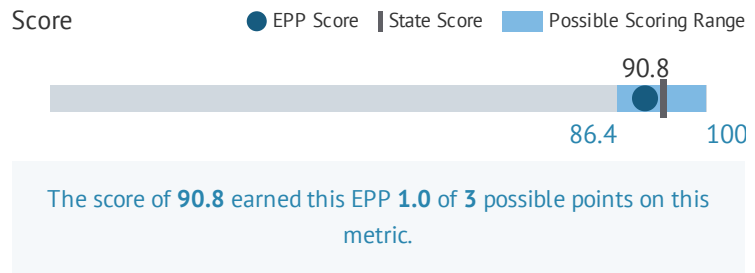 Score EPP Score State Score Possible Scoring Range
90.8
86.4 100
The score of 90.8 earned this EPP 1.0 of 3 possible points on this
metric.